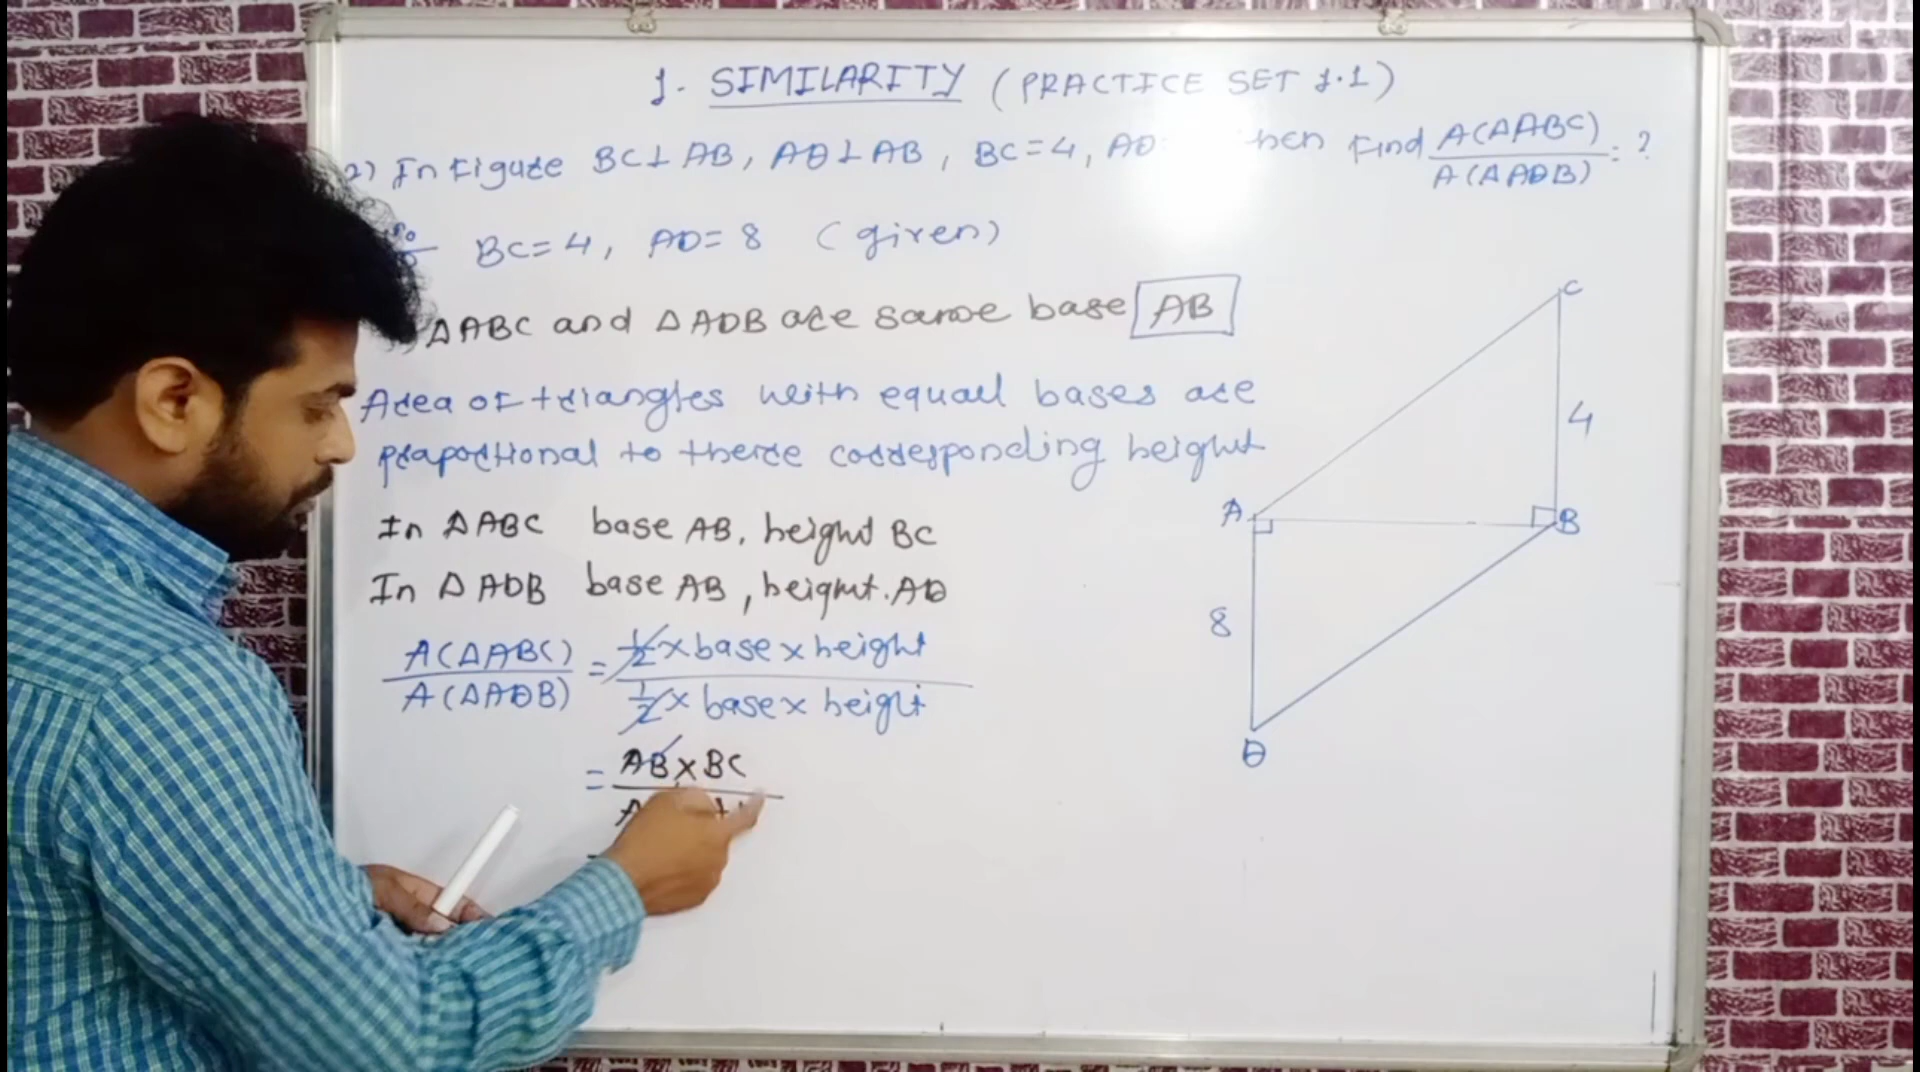 1. SIMILARITY (PRACTICE SET 1.1)
2) In Figure BC⊥AB, AD⊥AB, BC=4, AD then Find A(ΔABC) / A(ΔADB) = ?
BC=4, AD=8 (given)
ΔABC and ΔADB are same base AB
Area of triangles with equal bases are
propotional to there corresponding height
In ΔABC base AB, height BC
In ΔADB base AB, height. AD
A(ΔABC) / A(ΔADB) = 1/2 × base × height / 1/2 × base × height
= AB × BC
C
4
A
B
8
D